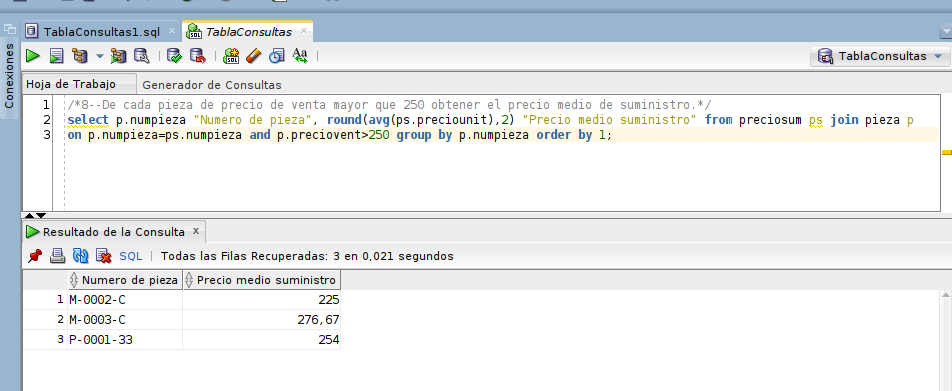 TablaConsultas1.sql
TablaConsultas
Conexiones
Aa
TablaConsultas
Hoja de Trabajo Generador de Consultas
1 /*8--De cada pieza de precio de venta mayor que 250 obtener el precio medio de suministro.*/
2 select p.numpieza "Numero de pieza", round(avg(ps.preciounit),2) "Precio medio suministro" from preciosum ps join pieza p
3 on p.numpieza=ps.numpieza and p.preciovent>250 group by p.numpieza order by 1;
Resultado de la Consulta x
SQL | Todas las Filas Recuperadas: 3 en 0,021 segundos
Numero de pieza Precio medio suministro
1 M-0002-C 225
2 M-0003-C 276,67
3 P-0001-33 254